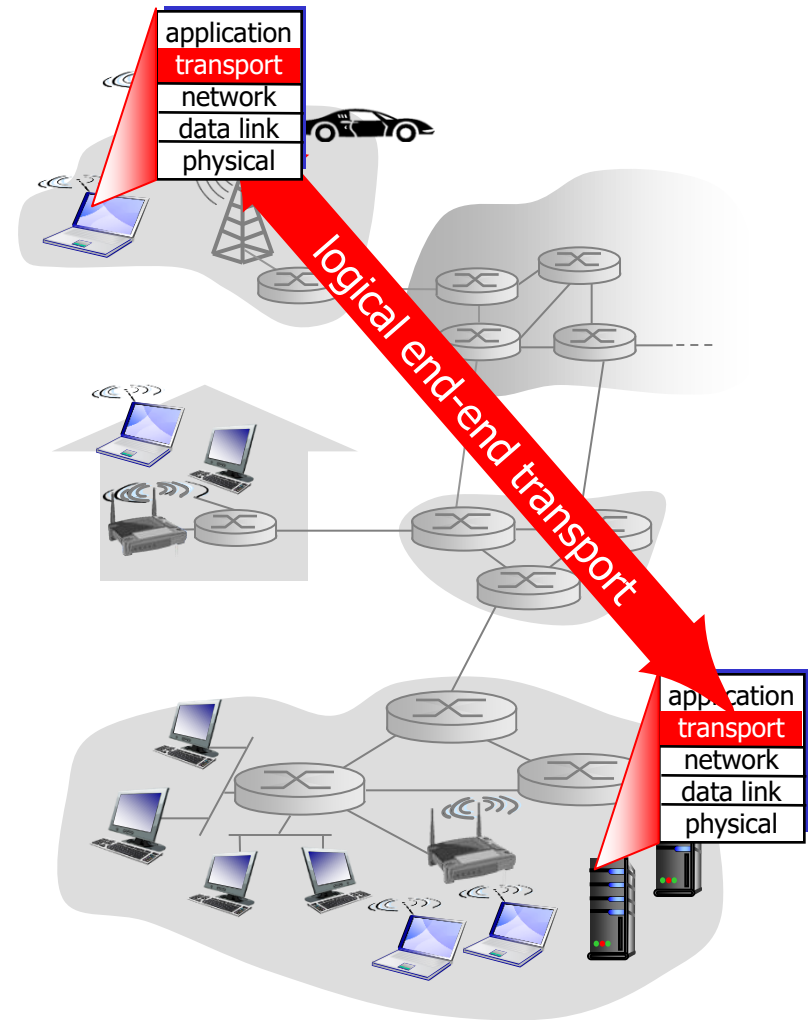 application
transport
network
data link
physical
logical end-end transport
application
transport
network
data link
physical